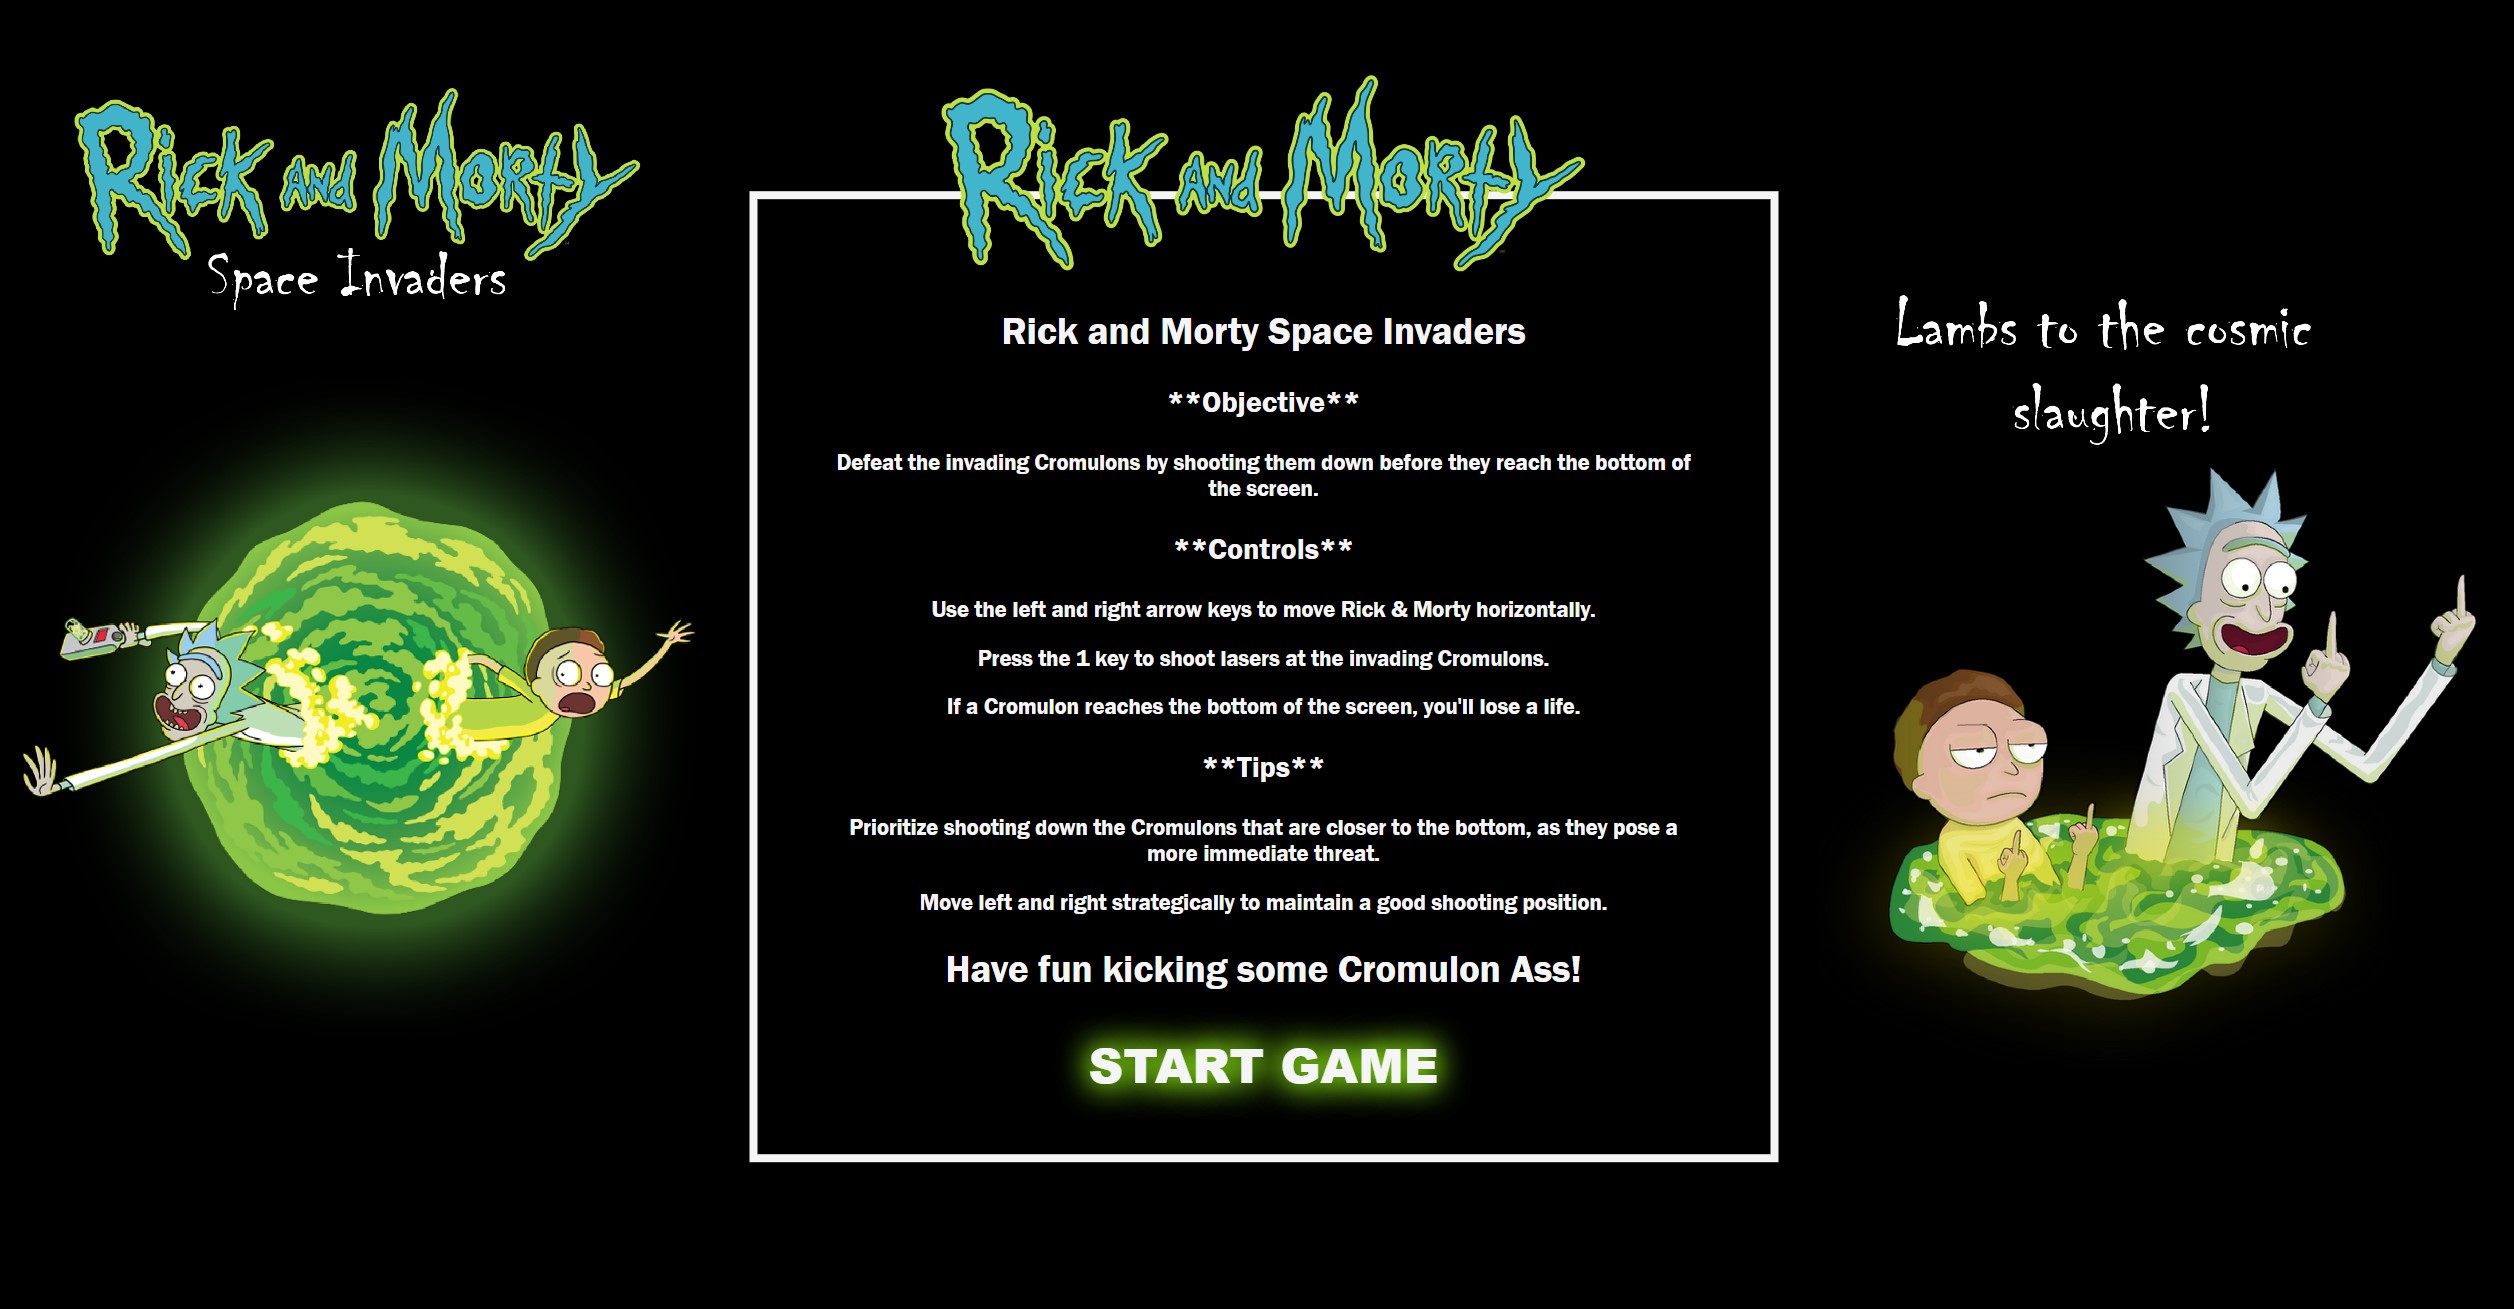 Rick and Morty
Space Invaders
Rick and Morty
Rick and Morty Space Invaders
**Objective**
Defeat the invading Cromulons by shooting them down before they reach the bottom of
the screen.
**Controls**
Use the left and right arrow keys to move Rick & Morty horizontally.
Press the 1 key to shoot lasers at the invading Cromulons.
If a Cromulon reaches the bottom of the screen, you'll lose a life.
**Tips**
Prioritize shooting down the Cromulons that are closer to the bottom, as they pose a
more immediate threat.
Move left and right strategically to maintain a good shooting position.
Have fun kicking some Cromulon Ass!
START GAME
Lambs to the cosmic
slaughter!